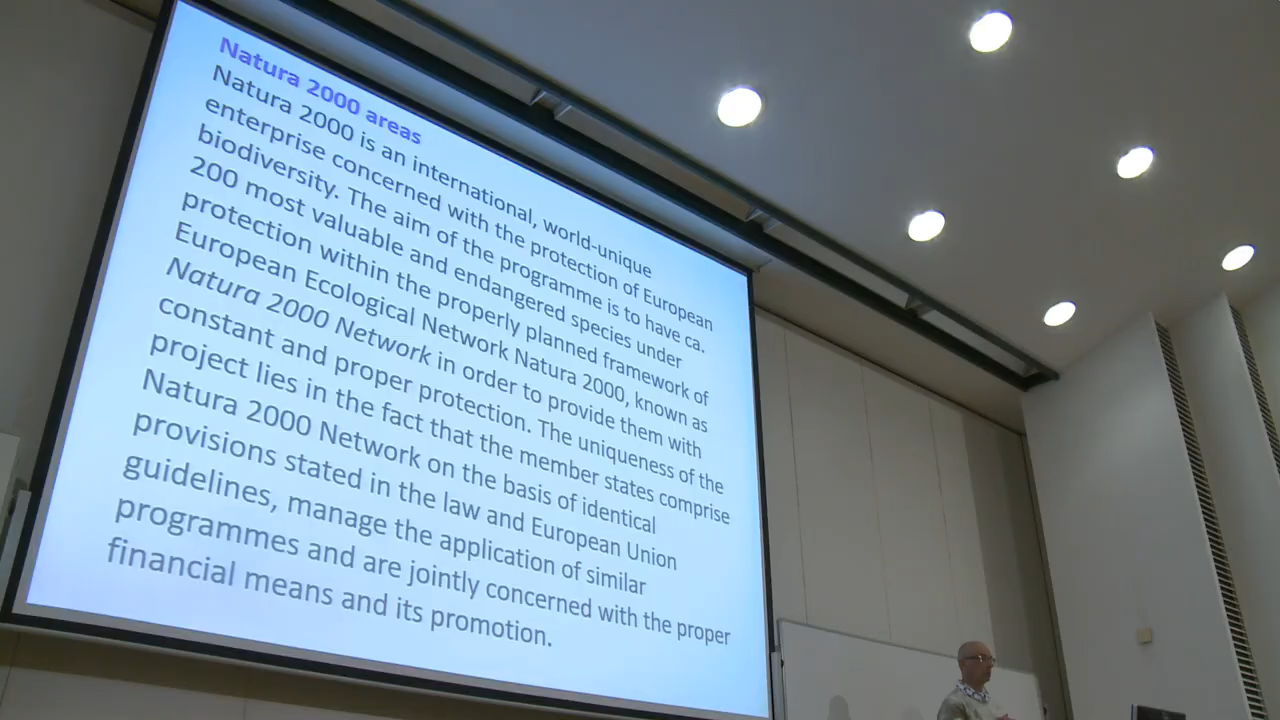 Natura 2000 areas
Natura 2000 is an international, world-unique
enterprise concerned with the protection of European
biodiversity. The aim of the programme is to have ca.
200 most valuable and endangered species under
protection within the properly planned framework of
European Ecological Network Natura 2000, known as
Natura 2000 Network in order to provide them with
constant and proper protection. The uniqueness of the
project lies in the fact that the member states comprise
Natura 2000 Network on the basis of identical
provisions stated in the law and European Union
guidelines, manage the application of similar
programmes and are jointly concerned with the proper
financial means and its promotion.